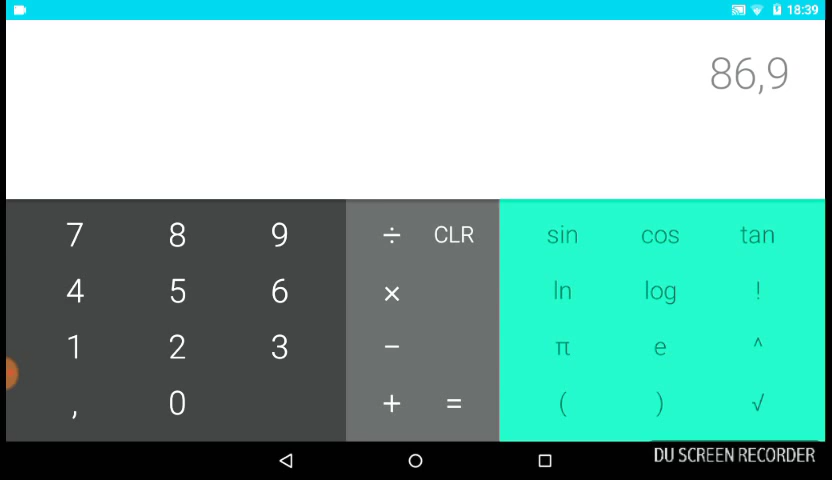 18:39
86,9
7 8 9 ÷ CLR sin cos tan
4 5 6 × ln log !
1 2 3 − π e ^
, 0 + = ( ) √
DU SCREEN RECORDER